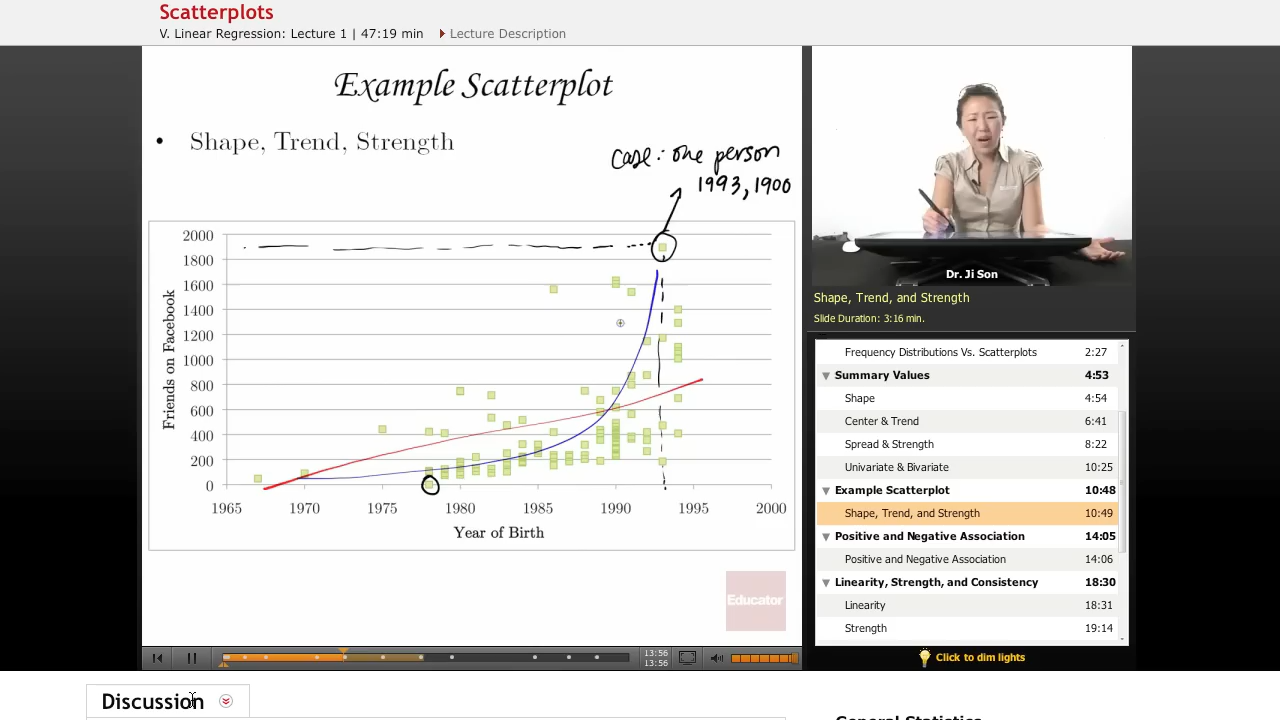 Scatterplots
V. Linear Regression: Lecture 1 | 47:19 min
Lecture Description
Example Scatterplot
• Shape, Trend, Strength
case: one person
1993, 1900
Friends on Facebook
2000
1800
1600
1400
1200
1000
800
600
400
200
0
1965 1970 1975 1980 1985 1990 1995 2000
Year of Birth
Educator
13:56
13:56
Dr. Ji Son
Shape, Trend, and Strength
Slide Duration: 3:16 min.
Frequency Distributions Vs. Scatterplots 2:27
Summary Values 4:53
Shape 4:54
Center & Trend 6:41
Spread & Strength 8:22
Univariate & Bivariate 10:25
Example Scatterplot 10:48
Shape, Trend, and Strength 10:49
Positive and Negative Association 14:05
Positive and Negative Association 14:06
Linearity, Strength, and Consistency 18:30
Linearity 18:31
Strength 19:14
Click to dim lights
Discussion
General Statistics